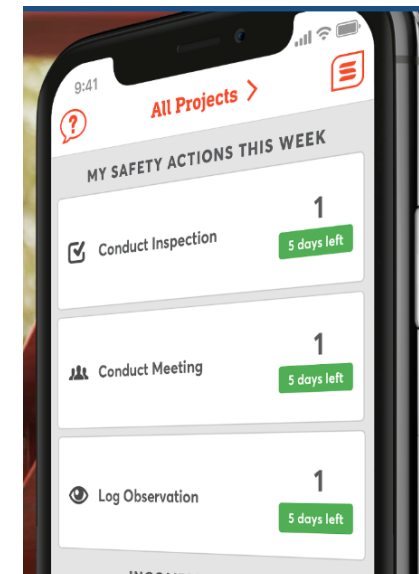 9:41
?
All Projects >
MY SAFETY ACTIONS THIS WEEK
1
Conduct Inspection
5 days left
1
Conduct Meeting
5 days left
1
Log Observation
5 days left